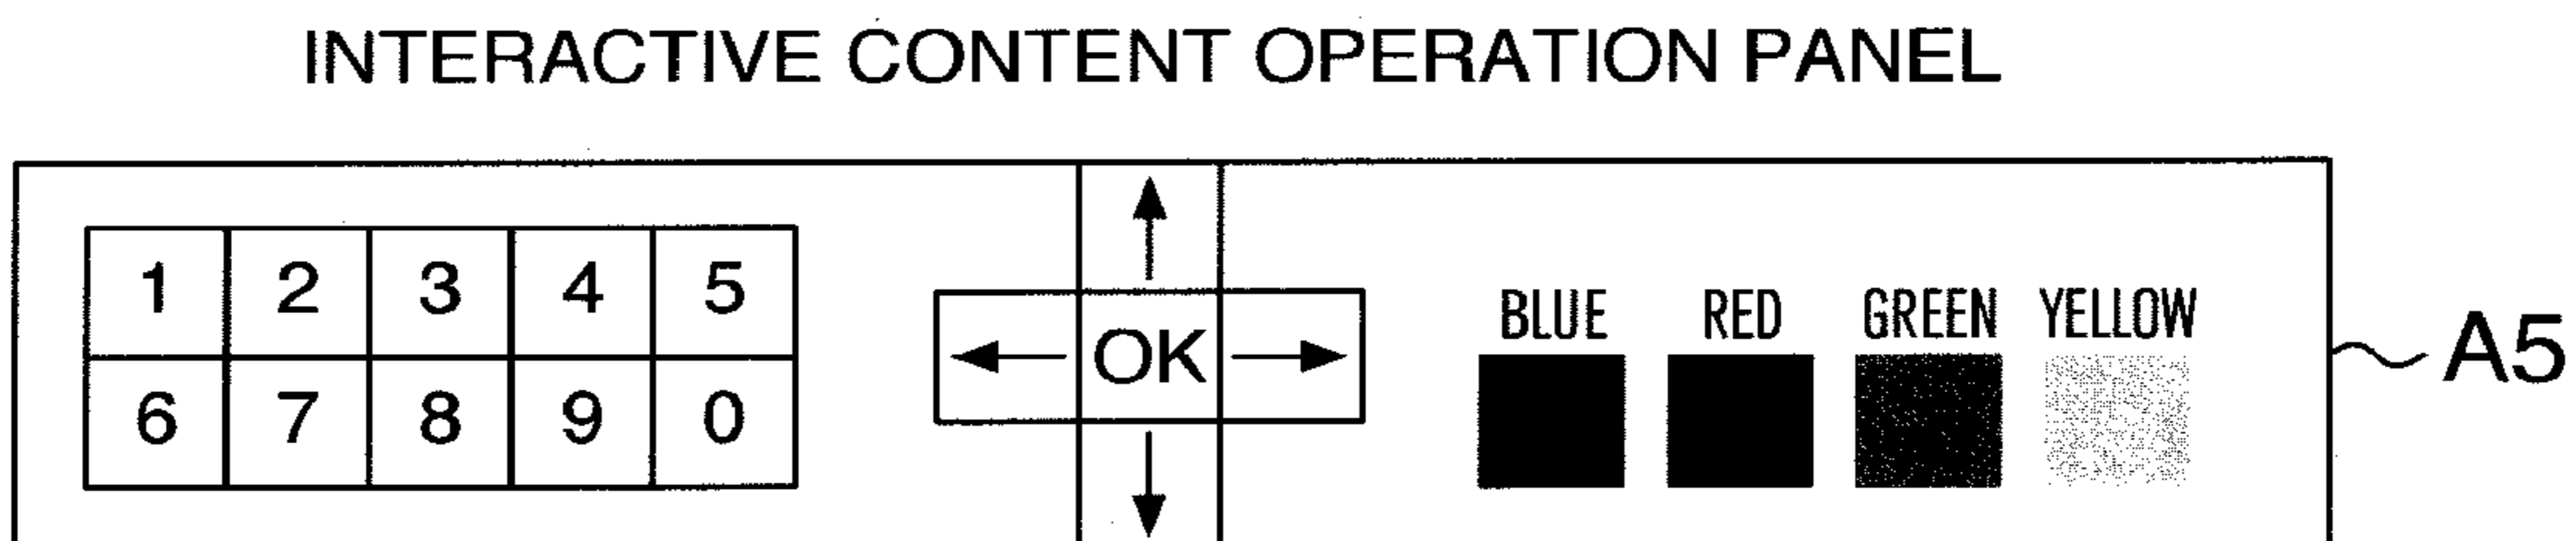 INTERACTIVE CONTENT OPERATION PANEL
1 2 3 4 5
6 7 8 9 0
OK
BLUE RED GREEN YELLOW
A5